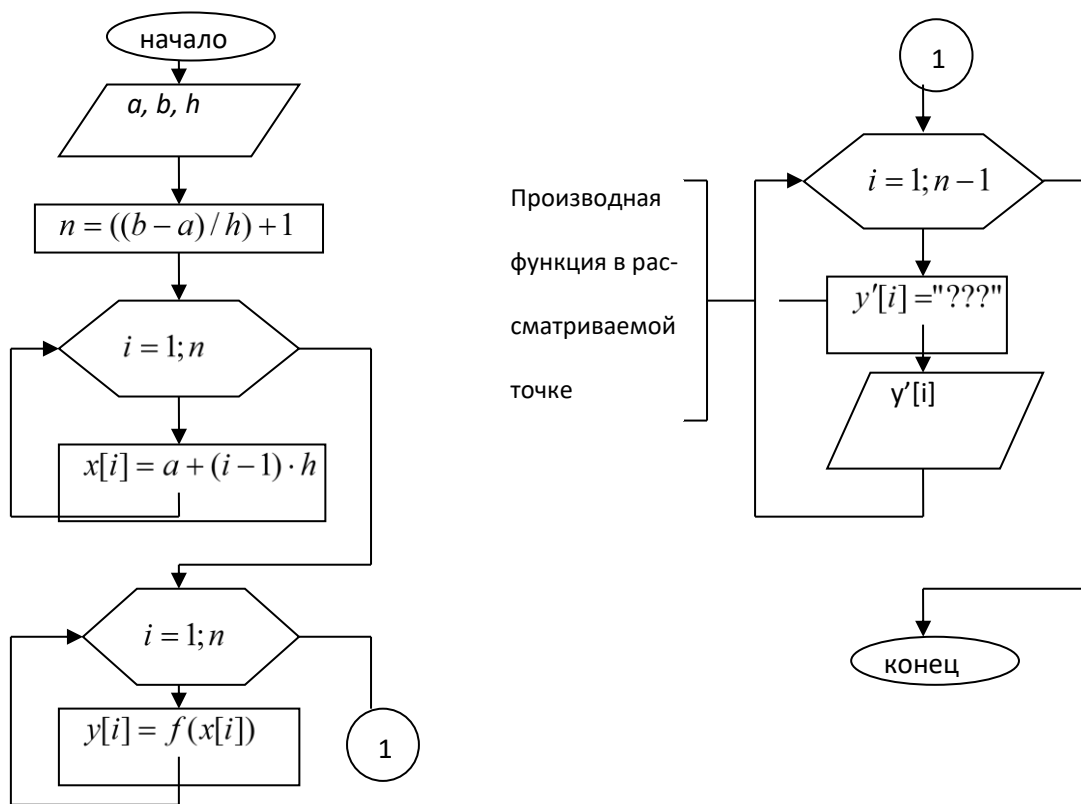 начало
a, b, h
n = ((b − a) / h) + 1
i = 1; n
x[i] = a + (i − 1) · h
i = 1; n
y[i] = f(x[i])
1
1
i = 1; n − 1
Производная
функция в рас-
сматриваемой
точке
y′[i] ="???"
y’[i]
конец